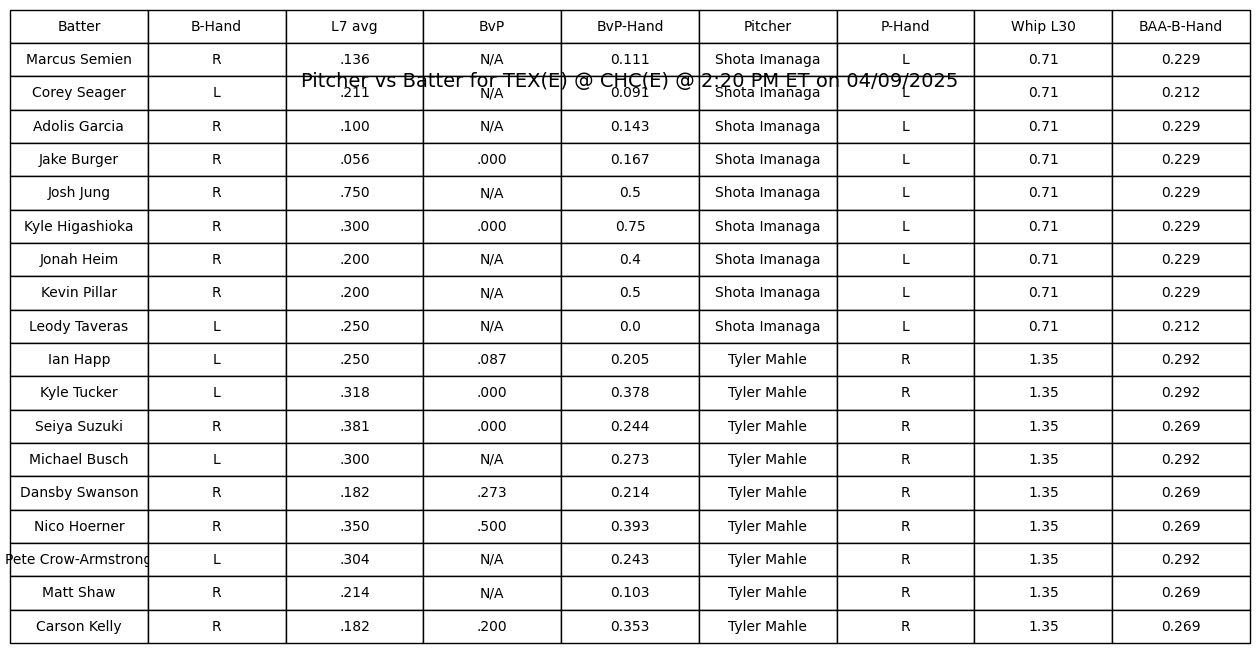 Batter B-Hand L7 avg BvP BvP-Hand Pitcher P-Hand Whip L30 BAA-B-Hand
Marcus Semien R .136 N/A 0.111 Shota Imanaga L 0.71 0.229
Pitcher vs Batter for TEX(E) @ CHC(E) @ 2:20 PM ET on 04/09/2025
Corey Seager L .211 N/A 0.091 Shota Imanaga L 0.71 0.212
Adolis Garcia R .100 N/A 0.143 Shota Imanaga L 0.71 0.229
Jake Burger R .056 .000 0.167 Shota Imanaga L 0.71 0.229
Josh Jung R .750 N/A 0.5 Shota Imanaga L 0.71 0.229
Kyle Higashioka R .300 .000 0.75 Shota Imanaga L 0.71 0.229
Jonah Heim R .200 N/A 0.4 Shota Imanaga L 0.71 0.229
Kevin Pillar R .200 N/A 0.5 Shota Imanaga L 0.71 0.229
Leody Taveras L .250 N/A 0.0 Shota Imanaga L 0.71 0.212
Ian Happ L .250 .087 0.205 Tyler Mahle R 1.35 0.292
Kyle Tucker L .318 .000 0.378 Tyler Mahle R 1.35 0.292
Seiya Suzuki R .381 .000 0.244 Tyler Mahle R 1.35 0.269
Michael Busch L .300 N/A 0.273 Tyler Mahle R 1.35 0.292
Dansby Swanson R .182 .273 0.214 Tyler Mahle R 1.35 0.269
Nico Hoerner R .350 .500 0.393 Tyler Mahle R 1.35 0.269
Pete Crow-Armstrong L .304 N/A 0.243 Tyler Mahle R 1.35 0.292
Matt Shaw R .214 N/A 0.103 Tyler Mahle R 1.35 0.269
Carson Kelly R .182 .200 0.353 Tyler Mahle R 1.35 0.269